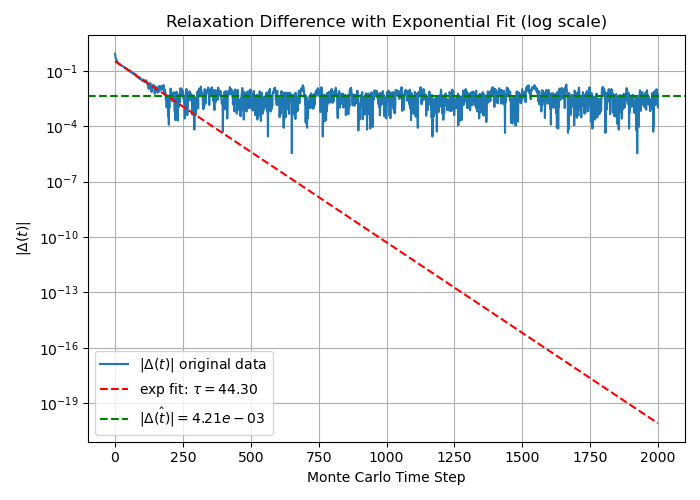 Relaxation Difference with Exponential Fit (log scale)
|Δ(t)|
10⁻¹
10⁻⁴
10⁻⁷
10⁻¹⁰
10⁻¹³
10⁻¹⁶
10⁻¹⁹
|Δ(t)| original data
exp fit: τ = 44.30
|Δ(t̂)| = 4.21e − 03
0 250 500 750 1000 1250 1500 1750 2000
Monte Carlo Time Step